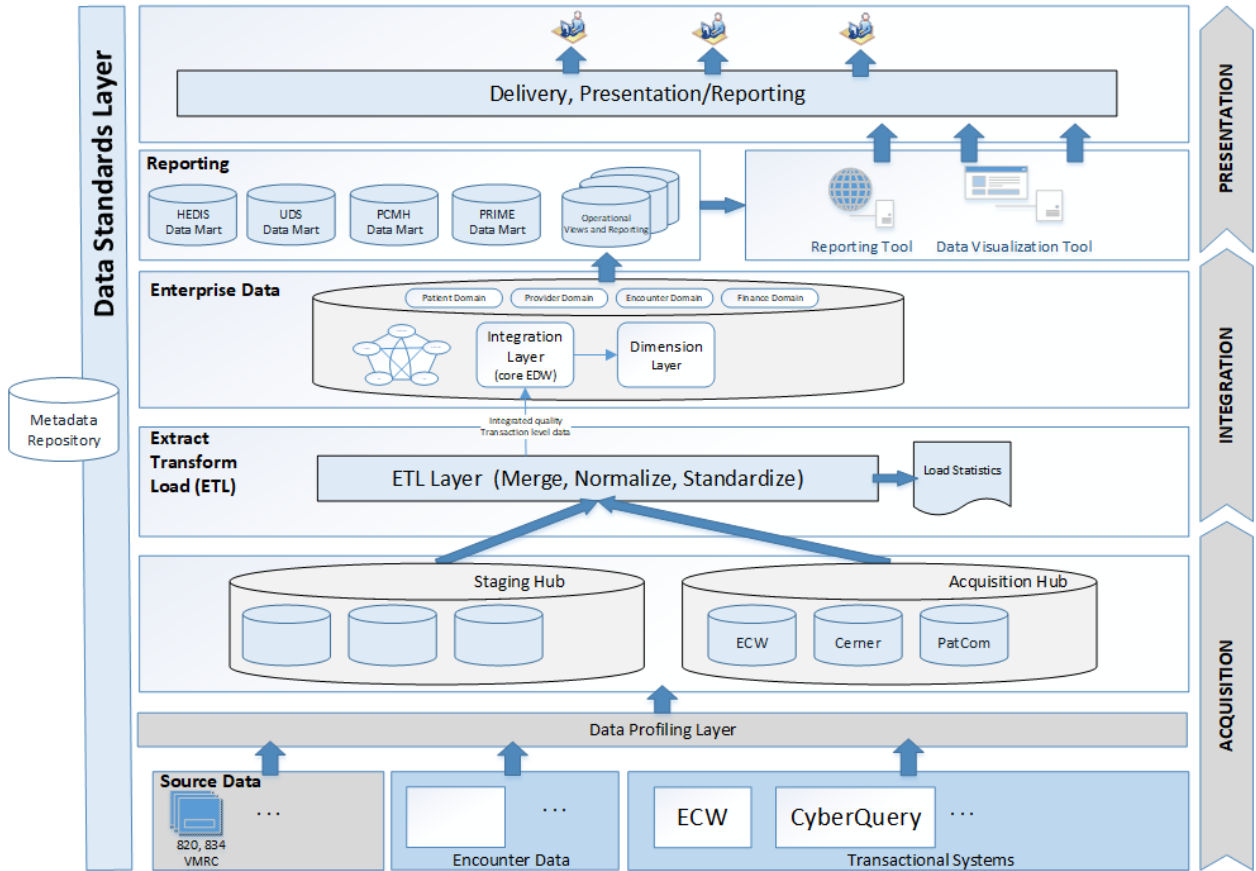 Data Standards Layer
Metadata
Repository
Delivery, Presentation/Reporting
Reporting
HEDIS
Data Mart
UDS
Data Mart
PCMH
Data Mart
PRIME
Data Mart
Operational
Views and Reporting
Reporting Tool
Data Visualization Tool
PRESENTATION
Enterprise Data
Patient Domain
Provider Domain
Encounter Domain
Finance Domain
Integration
Layer
(core EDW)
Dimension
Layer
INTEGRATION
Integrated quality
Transaction level data
Extract
Transform
Load (ETL)
ETL Layer (Merge, Normalize, Standardize)
Load Statistics
Staging Hub
Acquisition Hub
ECW
Cerner
PatCom
ACQUISITION
Data Profiling Layer
Source Data
...
820, 834
VMRC
...
Encounter Data
ECW
CyberQuery
...
Transactional Systems